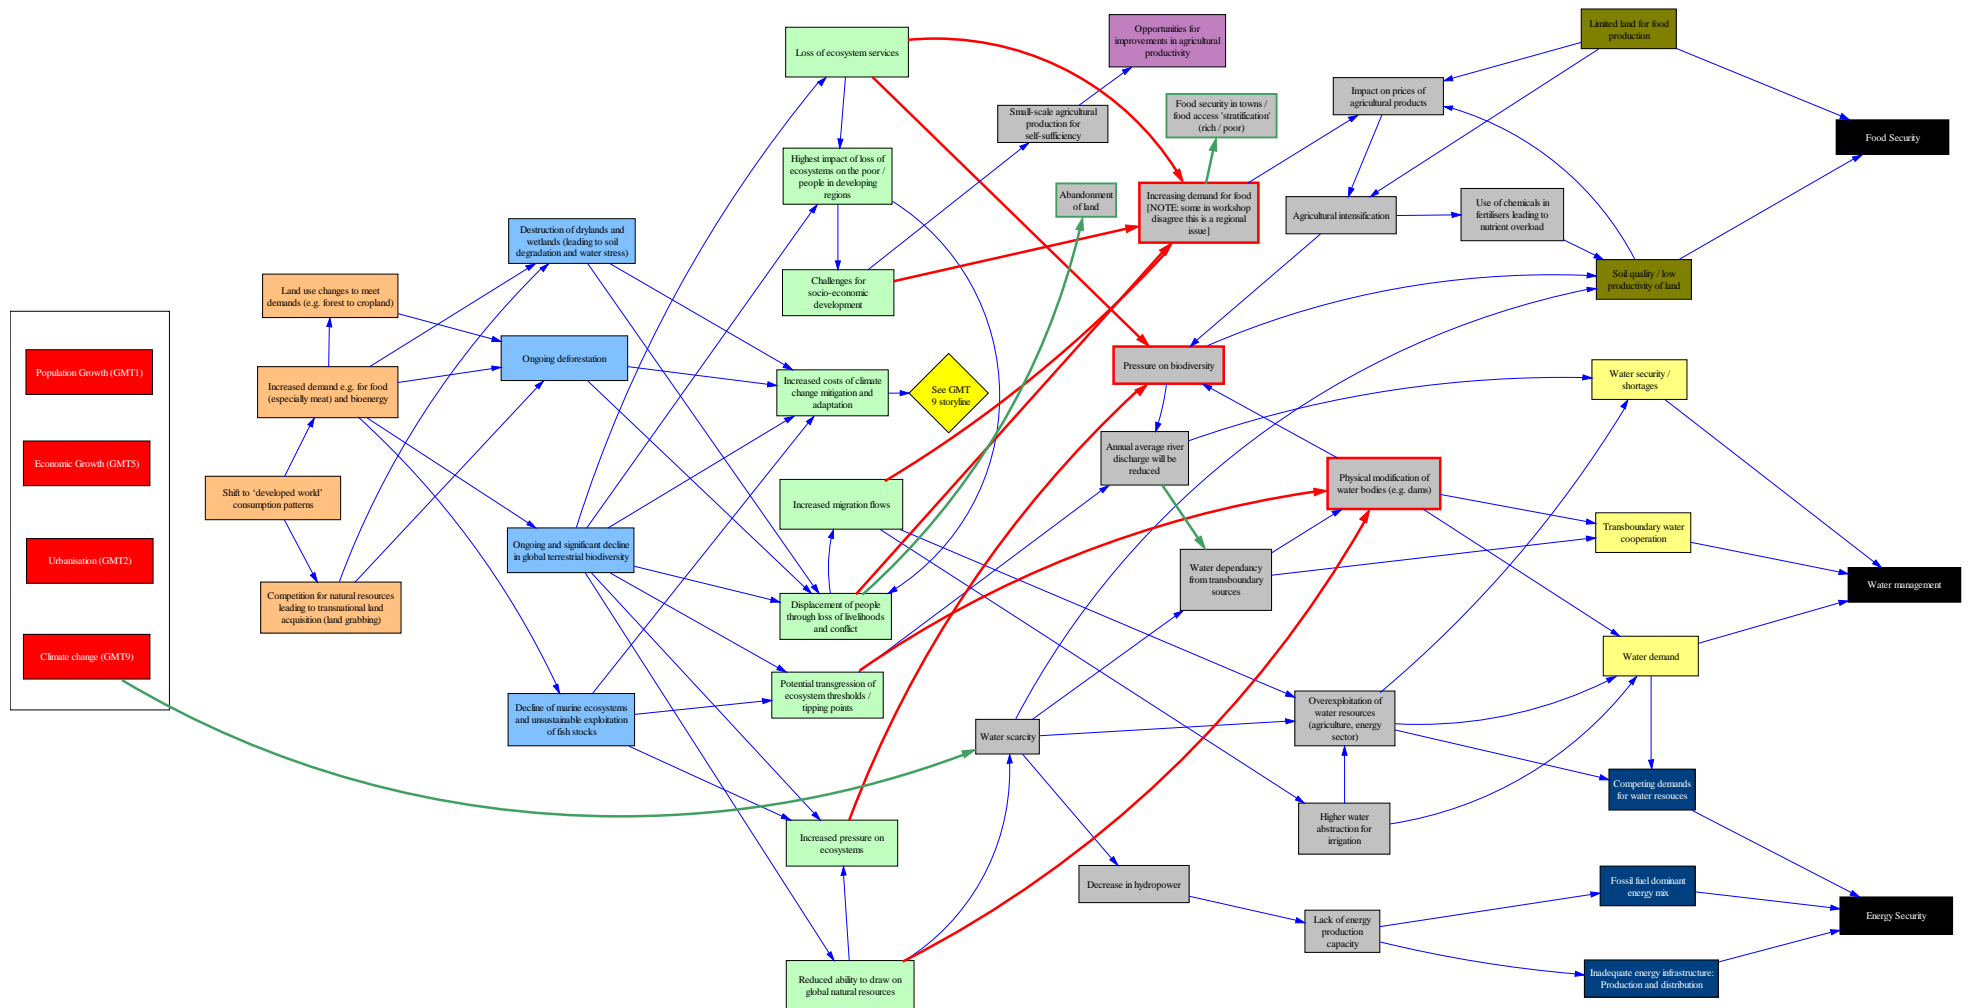 Population Growth (GMT1)
Economic Growth (GMT5)
Urbanisation (GMT2)
Climate change (GMT9)
Land use changes to meet
demands (e.g. forest to cropland)
Increased demand e.g. for food
(especially meat) and bioenergy
Shift to ‘developed world’
consumption patterns
Competition for natural resources
leading to transnational land
acquisition (land grabbing)
Destruction of drylands and
wetlands (leading to soil
degradation and water stress)
Ongoing deforestation
Ongoing and significant decline
in global terrestrial biodiversity
Decline of marine ecosystems
and unsustainable exploitation
of fish stocks
Loss of ecosystem services
Highest impact of loss of
ecosystems on the poor /
people in developing
regions
Challenges for
socio-economic
development
Increased costs of climate
change mitigation and
adaptation
Increased migration flows
Displacement of people
through loss of livelihoods
and conflict
Potential transgression of
ecosystem thresholds /
tipping points
Increased pressure on
ecosystems
Reduced ability to draw on
global natural resources
See GMT
9 storyline
Opportunities for
improvements in agricultural
productivity
Small-scale agricultural
production for
self-sufficiency
Abandonment
of land
Food security in towns /
food access 'stratification'
(rich / poor)
Increasing demand for food
[NOTE: some in workshop
disagree this is a regional
issue]
Pressure on biodiversity
Annual average river
discharge will be
reduced
Water dependancy
from transboundary
sources
Water scarcity
Decrease in hydropower
Impact on prices of
agricultural products
Agricultural intensification
Use of chemicals in
fertilisers leading to
nutrient overload
Physical modification of
water bodies (e.g. dams)
Overexploitation of
water resources
(agriculture, energy
sector)
Higher water
abstraction for
irrigation
Lack of energy
production
capacity
Limited land for food
production
Soil quality / low
productivity of land
Water security /
shortages
Transboundary water
cooperation
Water demand
Competing demands
for water resouces
Fossil fuel dominant
energy mix
Inadequate energy infrastructure:
Production and distribution
Food Security
Water management
Energy Security